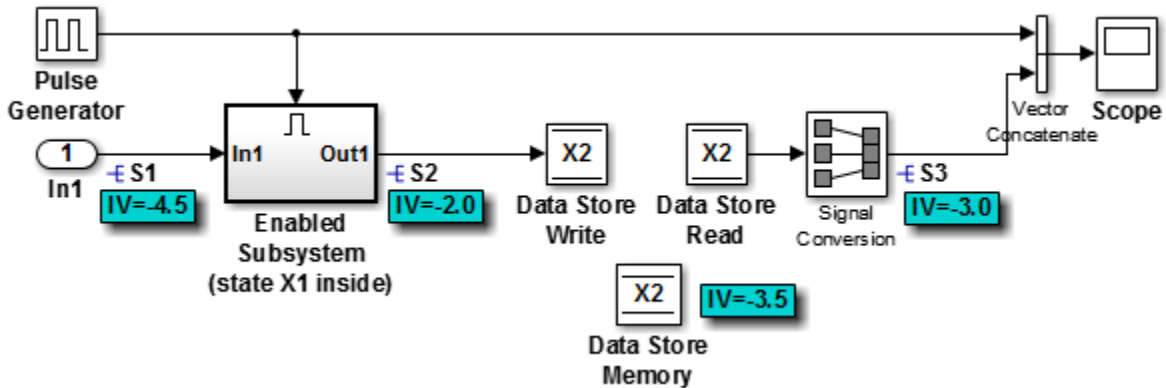 Pulse
Generator
1
In1
S1
IV=-4.5
In1
Out1
Enabled
Subsystem
(state X1 inside)
S2
IV=-2.0
X2
Data Store
Write
X2
Data Store
Read
Signal
Conversion
S3
IV=-3.0
Vector
Concatenate
Scope
X2
IV=-3.5
Data Store
Memory